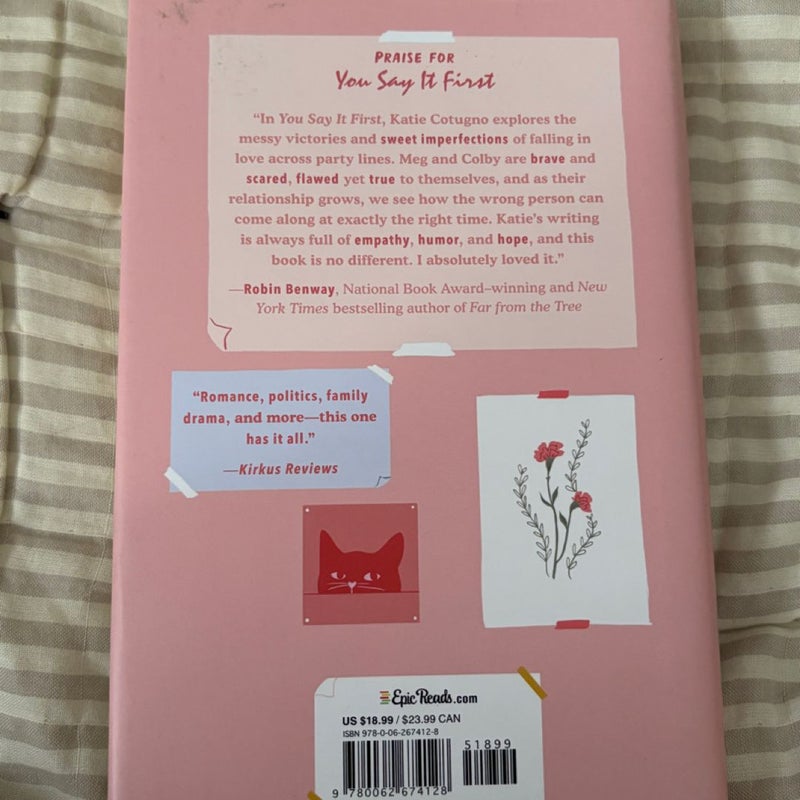 PRAISE FOR
You Say It First
“In You Say It First, Katie Cotugno explores the
messy victories and sweet imperfections of falling in
love across party lines. Meg and Colby are brave and
scared, flawed yet true to themselves, and as their
relationship grows, we see how the wrong person can
come along at exactly the right time. Katie’s writing
is always full of empathy, humor, and hope, and this
book is no different. I absolutely loved it.”
—Robin Benway, National Book Award–winning and New
York Times bestselling author of Far from the Tree
“Romance, politics, family
drama, and more—this one
has it all.”
—Kirkus Reviews
EpicReads.com
US $18.99 / $23.99 CAN
ISBN 978-0-06-267412-8
51899
9 780062 674128